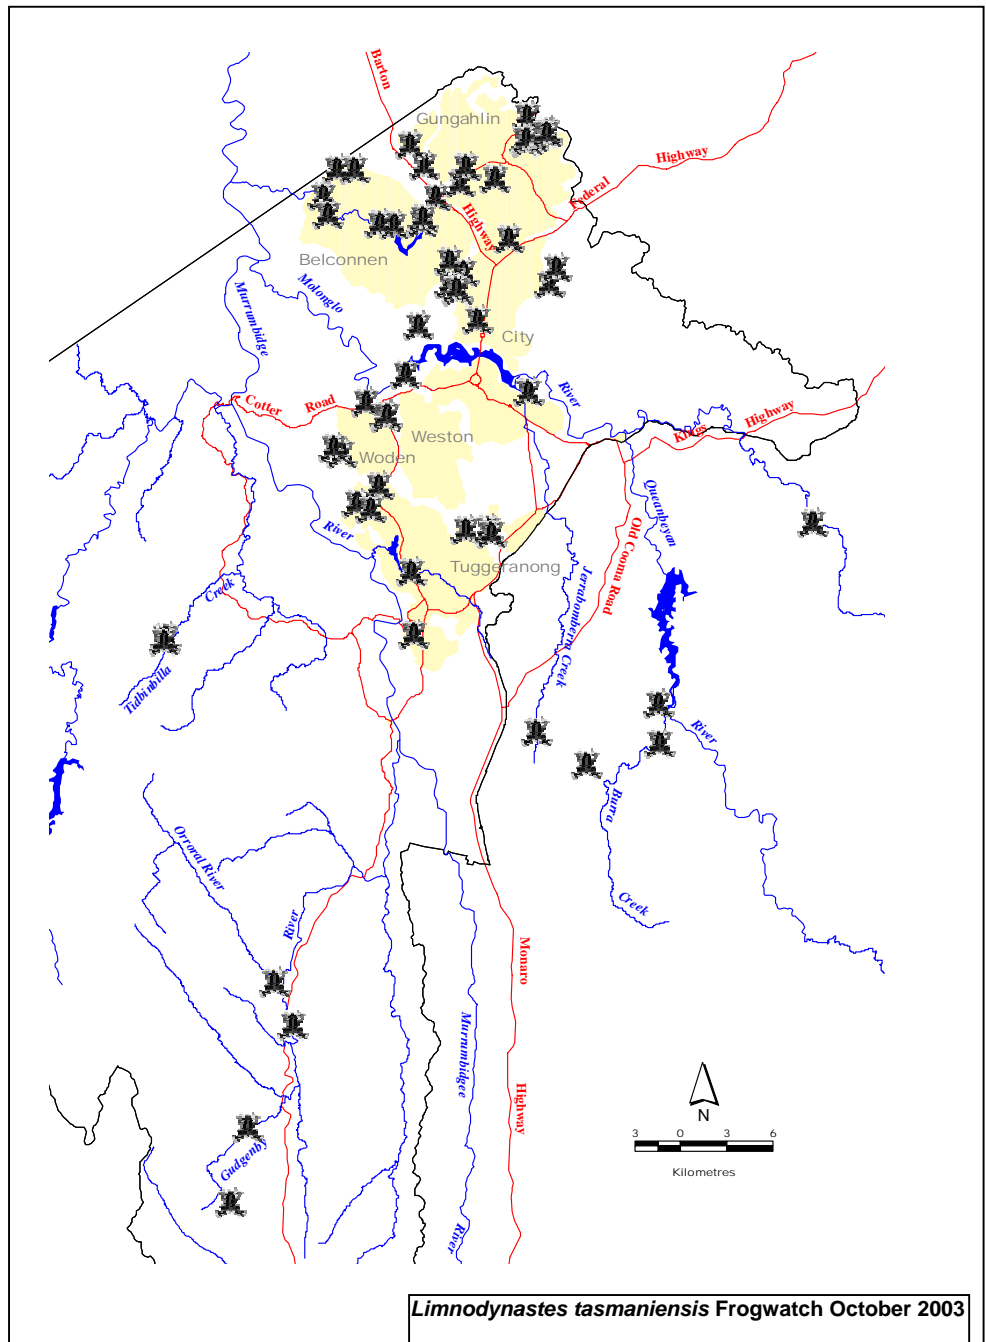 Barton
Gungahlin
Highway
Federal
Highway
Belconnen
Molonglo
Murrumbidge
City
River
Cotter
Road
Kings
Highway
Weston
Woden
Queanbeyan
River
Old Cooma Road
Tuggeranong
Jerrabomberra Creek
Creek
Tidbinbilla
River
Burra
Orroral River
Creek
River
Monaro
Murrumbidgee
Highway
N
3 0 3 6
Kilometres
Gudgenby
River
Limnodynastes tasmaniensis Frogwatch October 2003